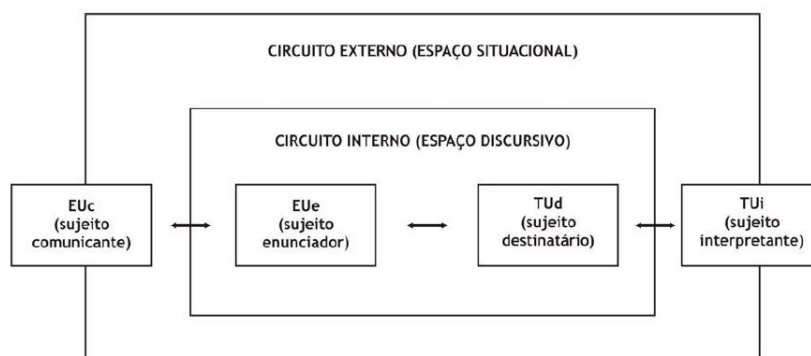 CIRCUITO EXTERNO (ESPAÇO SITUACIONAL)
CIRCUITO INTERNO (ESPAÇO DISCURSIVO)
EUc
(sujeito
comunicante)
EUe
(sujeito
enunciador)
TUd
(sujeito
destinatário)
TUi
(sujeito
interpretante)